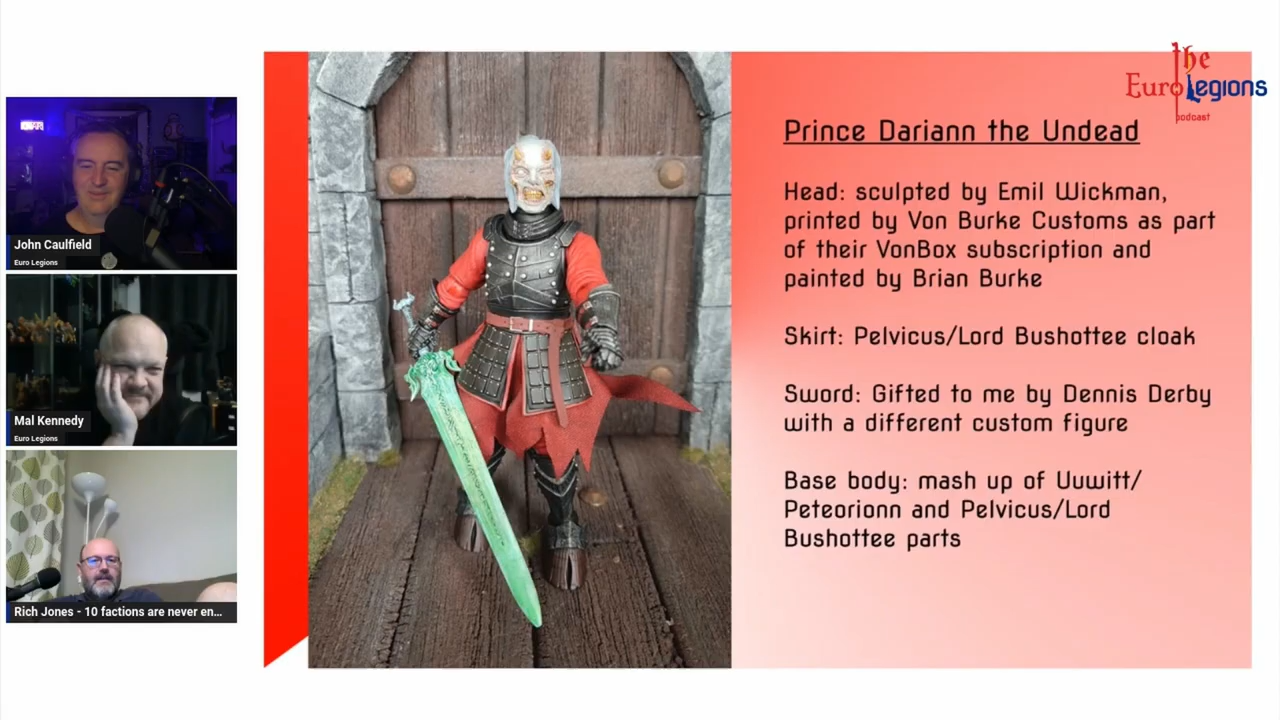 the
EuroLegions
podcast
John Caulfield
Euro Legions
Mal Kennedy
Euro Legions
Rich Jones - 10 factions are never en...
Prince Dariann the Undead
Head: sculpted by Emil Wickman,
printed by Von Burke Customs as part
of their VonBox subscription and
painted by Brian Burke
Skirt: Pelvicus/Lord Bushottee cloak
Sword: Gifted to me by Dennis Derby
with a different custom figure
Base body: mash up of Uuwitt/
Peteorionn and Pelvicus/Lord
Bushottee parts